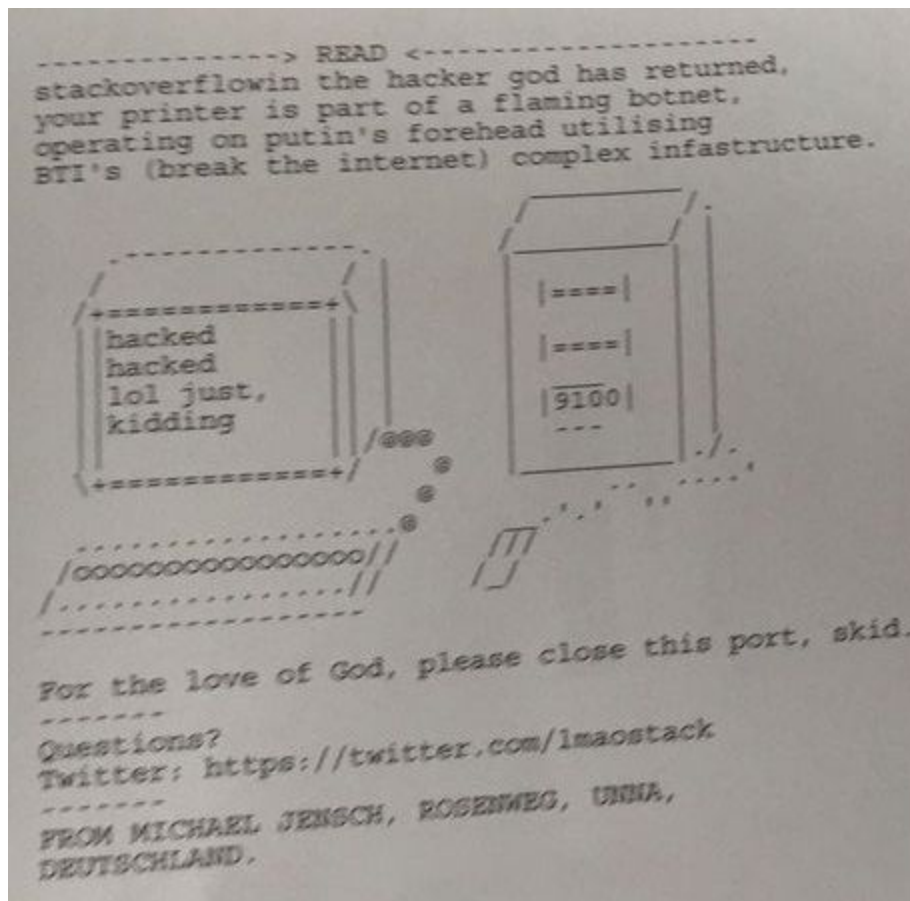 --------------> READ <--------------------
stackoverflowin the hacker god has returned,
your printer is part of a flaming botnet,
operating on putin's forehead utilising
BTI's (break the internet) complex infastructure.
hacked
hacked
lol just,
kidding
|====|
|====|
|9100|
For the love of God, please close this port, skid.
-------
Questions?
Twitter: https://twitter.com/lmaostack
-------
FROM MICHAEL JENSCH, ROSENWEG, UNNA,
DEUTSCHLAND.